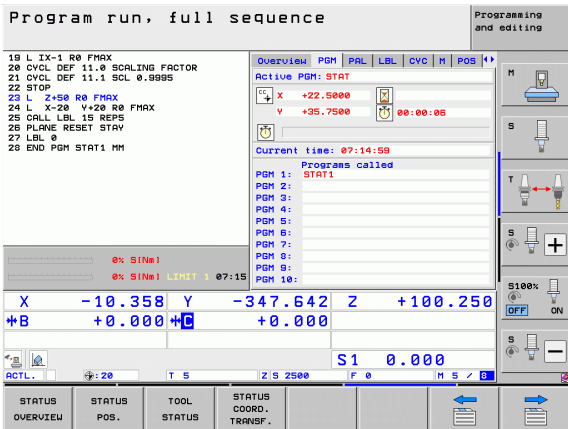 Program run, full sequence
Programming
and editing
19 L IX-1 R0 FMAX
20 CYCL DEF 11.0 SCALING FACTOR
21 CYCL DEF 11.1 SCL 0.9995
22 STOP
23 L Z+50 R0 FMAX
24 L X-20 Y+20 R0 FMAX
25 CALL LBL 15 REP5
26 PLANE RESET STAY
27 LBL 0
28 END PGM STAT1 MM
0% S[Nm]
0% S[Nm] LIMIT 1 07:15
Overview PGM PAL LBL CYC M POS
Active PGM: STAT
CC X +22.5000
Y +35.7500 00:00:06
Current time: 07:14:59
Programs called
PGM 1: STAT1
PGM 2:
PGM 3:
PGM 4:
PGM 5:
PGM 6:
PGM 7:
PGM 8:
PGM 9:
PGM 10:
M
S
T
S
S100%
OFF ON
S
X -10.358 Y -347.642 Z +100.250
B +0.000 C +0.000
S1 0.000
ACTL. : 20 T 5 Z S 2500 F 0 M 5 / 8
STATUS OVERVIEW
STATUS POS.
TOOL STATUS
STATUS COORD. TRANSF.